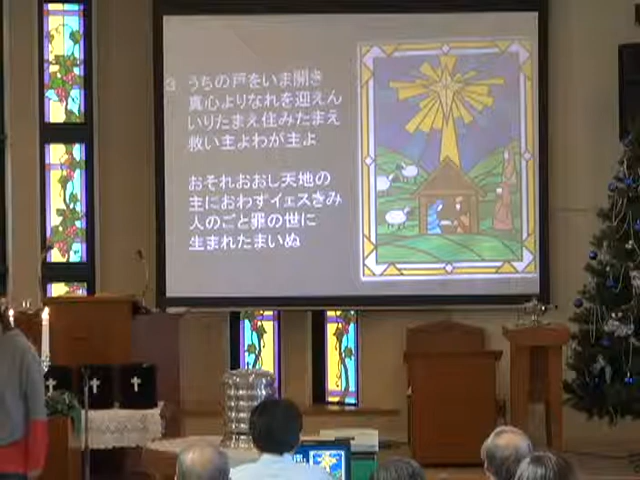 3 うちの戸をいま開き
真心よりなれを迎えん
いりたまえ住みたまえ
救い主よわが主よ
おそれおおし天地の
主におわすイエスきみ
人のごと罪の世に
生まれたまいぬ